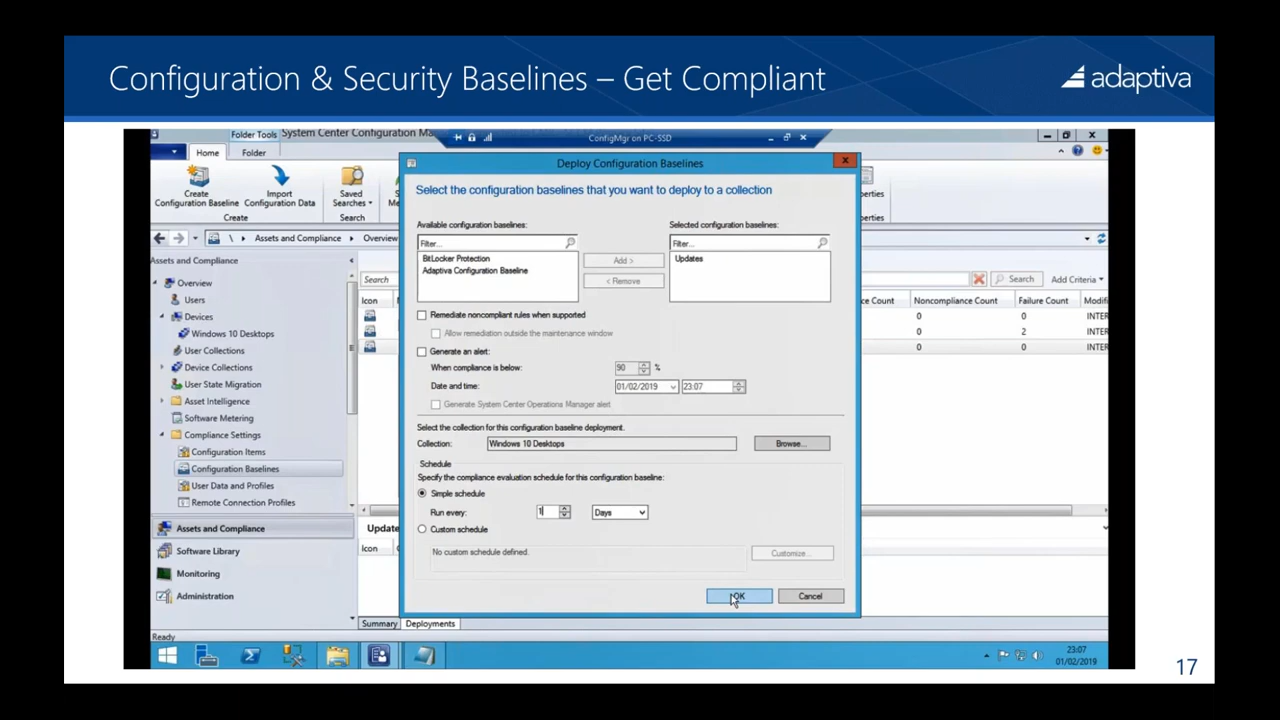 Configuration & Security Baselines – Get Compliant
adaptiva
Folder Tools System Center Configuration Ma
ConfigMgr on PC-SSD
Home Folder
Create
Configuration Baseline
Import
Configuration Data
Saved
Searches
Create
Search
perties
perties
\ Assets and Compliance Overview
Assets and Compliance
Overview
Users
Devices
Windows 10 Desktops
User Collections
Device Collections
User State Migration
Asset Intelligence
Software Metering
Compliance Settings
Configuration Items
Configuration Baselines
User Data and Profiles
Remote Connection Profiles
Assets and Compliance
Software Library
Monitoring
Administration
Ready
Search
Icon
Update
Icon
Summary Deployments
Deploy Configuration Baselines
Select the configuration baselines that you want to deploy to a collection
Available configuration baselines:
Filter...
BitLocker Protection
Adaptiva Configuration Baseline
Add >
< Remove
Selected configuration baselines:
Filter...
Updates
Remediate noncompliant rules when supported
Allow remediation outside the maintenance window
Generate an alert:
When compliance is below: 90 %
Date and time: 01/02/2019 23:07
Generate System Center Operations Manager alert
Select the collection for this configuration baseline deployment.
Collection: Windows 10 Desktops Browse...
Schedule
Specify the compliance evaluation schedule for this configuration baseline:
Simple schedule
Run every: 1 Days
Custom schedule
No custom schedule defined. Customize...
OK Cancel
Search Add Criteria
ce Count Noncompliance Count Failure Count Modifi
0 0 INTER
0 2 INTER
0 0 INTER
23:07
01/02/2019
17